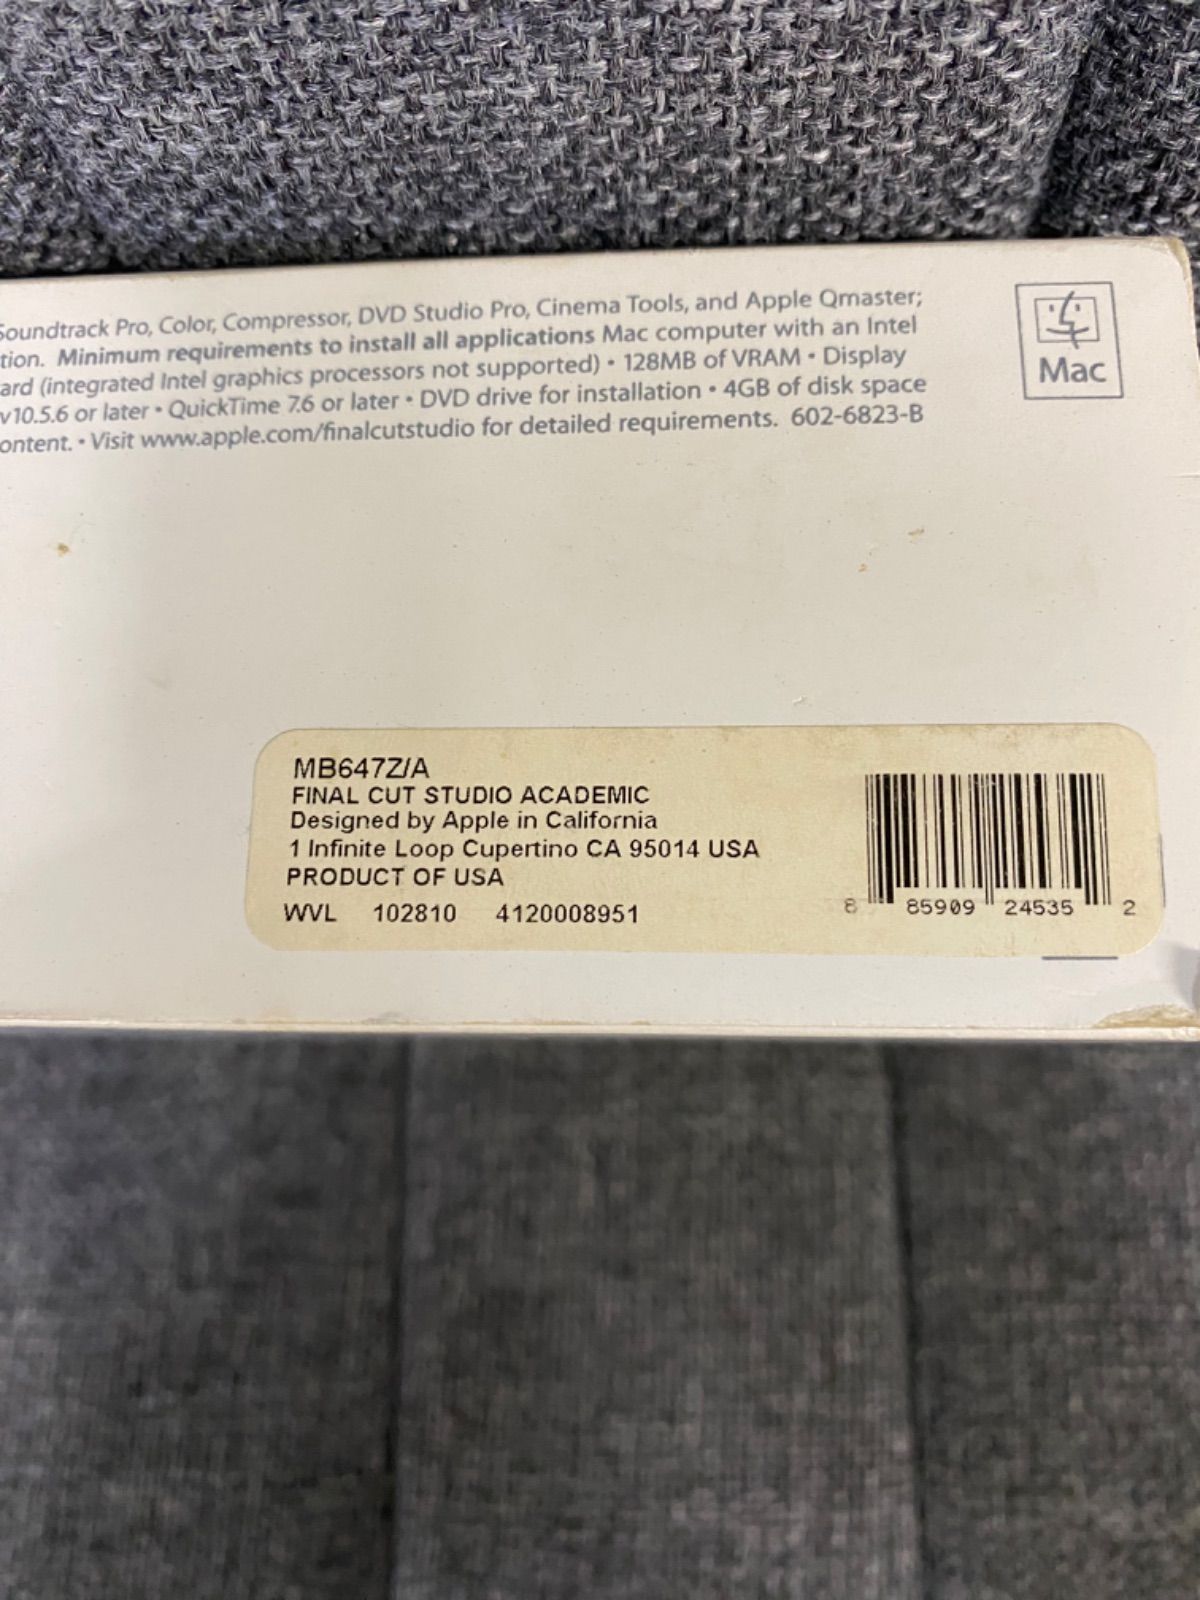 Soundtrack Pro, Color, Compressor, DVD Studio Pro, Cinema Tools, and Apple Qmaster;
tion. Minimum requirements to install all applications Mac computer with an Intel
ard (integrated Intel graphics processors not supported) • 128MB of VRAM • Display
v10.5.6 or later • QuickTime 7.6 or later • DVD drive for installation • 4GB of disk space
ontent. • Visit www.apple.com/finalcutstudio for detailed requirements. 602-6823-B
Mac
MB647Z/A
FINAL CUT STUDIO ACADEMIC
Designed by Apple in California
1 Infinite Loop Cupertino CA 95014 USA
PRODUCT OF USA
WVL 102810 4120008951
8 85909 24535 2